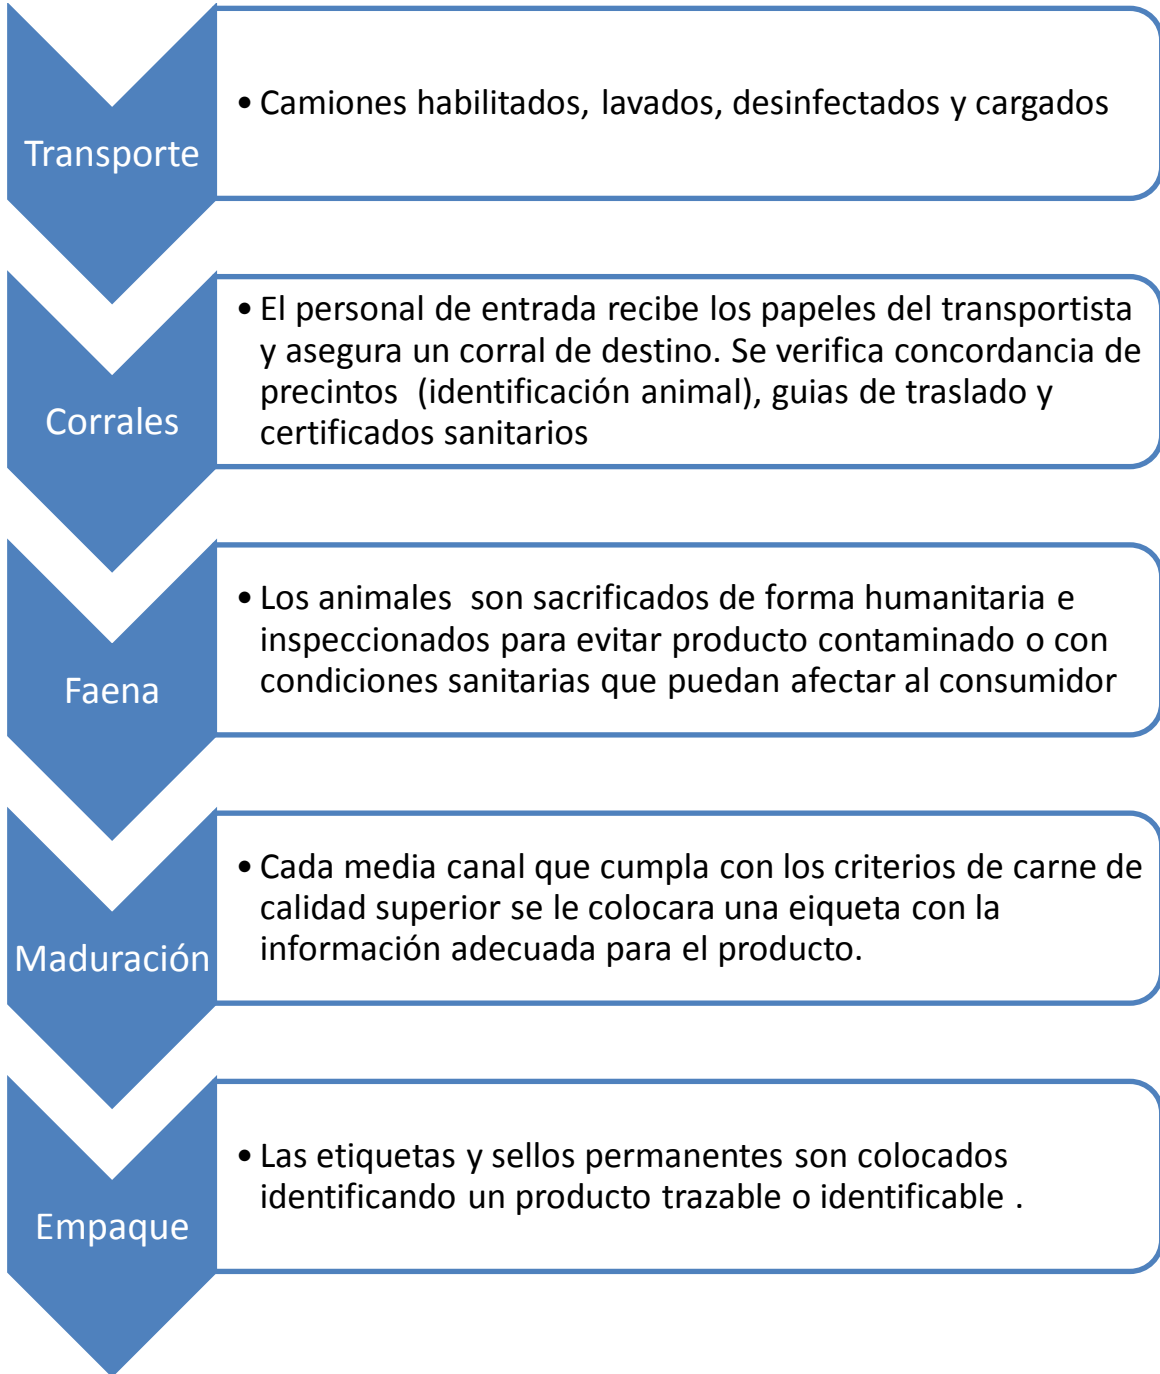 Transporte
• Camiones habilitados, lavados, desinfectados y cargados
Corrales
• El personal de entrada recibe los papeles del transportista
y asegura un corral de destino. Se verifica concordancia de
precintos (identificación animal), guias de traslado y
certificados sanitarios
Faena
• Los animales son sacrificados de forma humanitaria e
inspeccionados para evitar producto contaminado o con
condiciones sanitarias que puedan afectar al consumidor
Maduración
• Cada media canal que cumpla con los criterios de carne de
calidad superior se le colocara una eiqueta con la
información adecuada para el producto.
Empaque
• Las etiquetas y sellos permanentes son colocados
identificando un producto trazable o identificable .